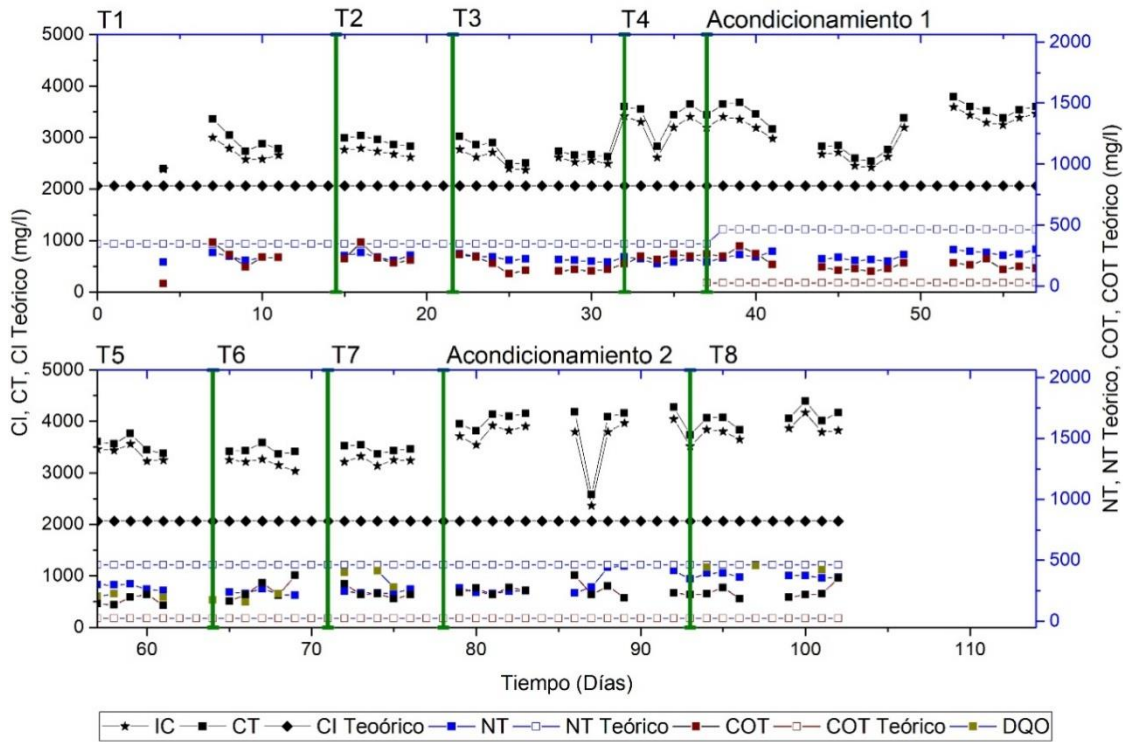 T1 T2 T3 T4 Acondicionamiento 1
5000
4000
3000
2000
1000
0
2000
1500
1000
500
0
0 10 20 30 40 50
T5 T6 T7 Acondicionamiento 2 T8
5000
4000
3000
2000
1000
0
2000
1500
1000
500
0
60 70 80 90 100 110
CI, CT, CI Teórico (mg/l)
NT, NT Teórico, COT, COT Teórico (mg/l)
Tiempo (Días)
IC CT CI Teoórico NT NT Teórico COT COT Teórico DQO